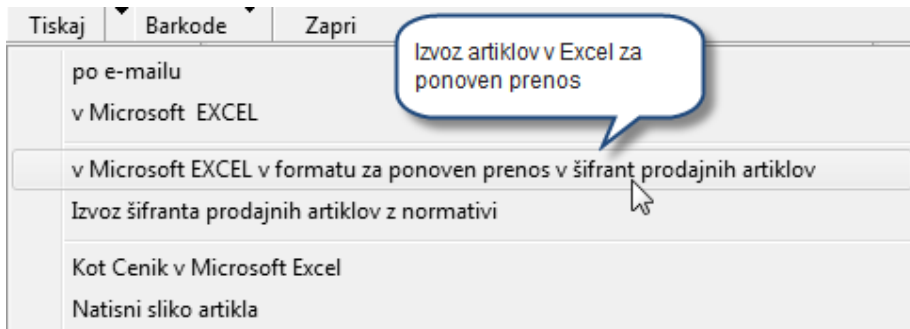 Tiskaj Barkode Zapri
Izvoz artiklov v Excel za
ponoven prenos
po e-mailu
v Microsoft EXCEL
v Microsoft EXCEL v formatu za ponoven prenos v šifrant prodajnih artiklov
Izvoz šifranta prodajnih artiklov z normativi
Kot Cenik v Microsoft Excel
Natisni sliko artikla